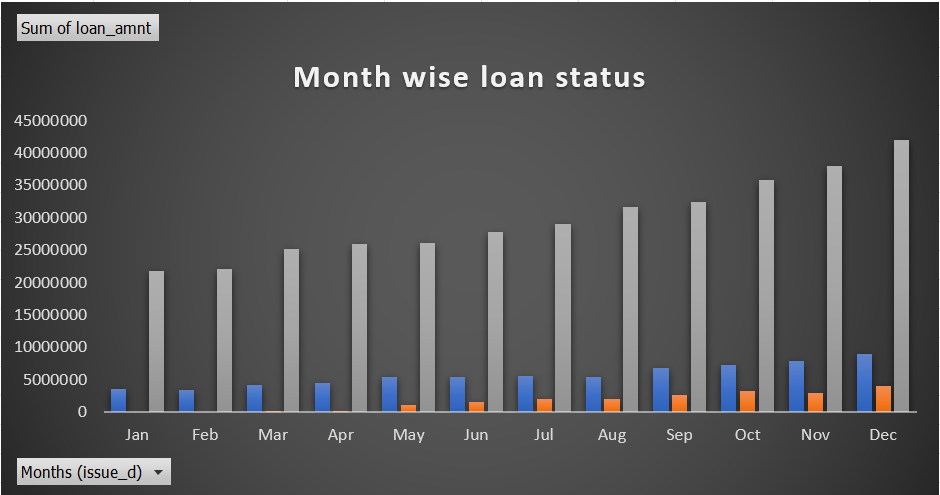 Sum of loan_amnt
Month wise loan status
45000000
40000000
35000000
30000000
25000000
20000000
15000000
10000000
5000000
0
Jan Feb Mar Apr May Jun Jul Aug Sep Oct Nov Dec
Months (issue_d)